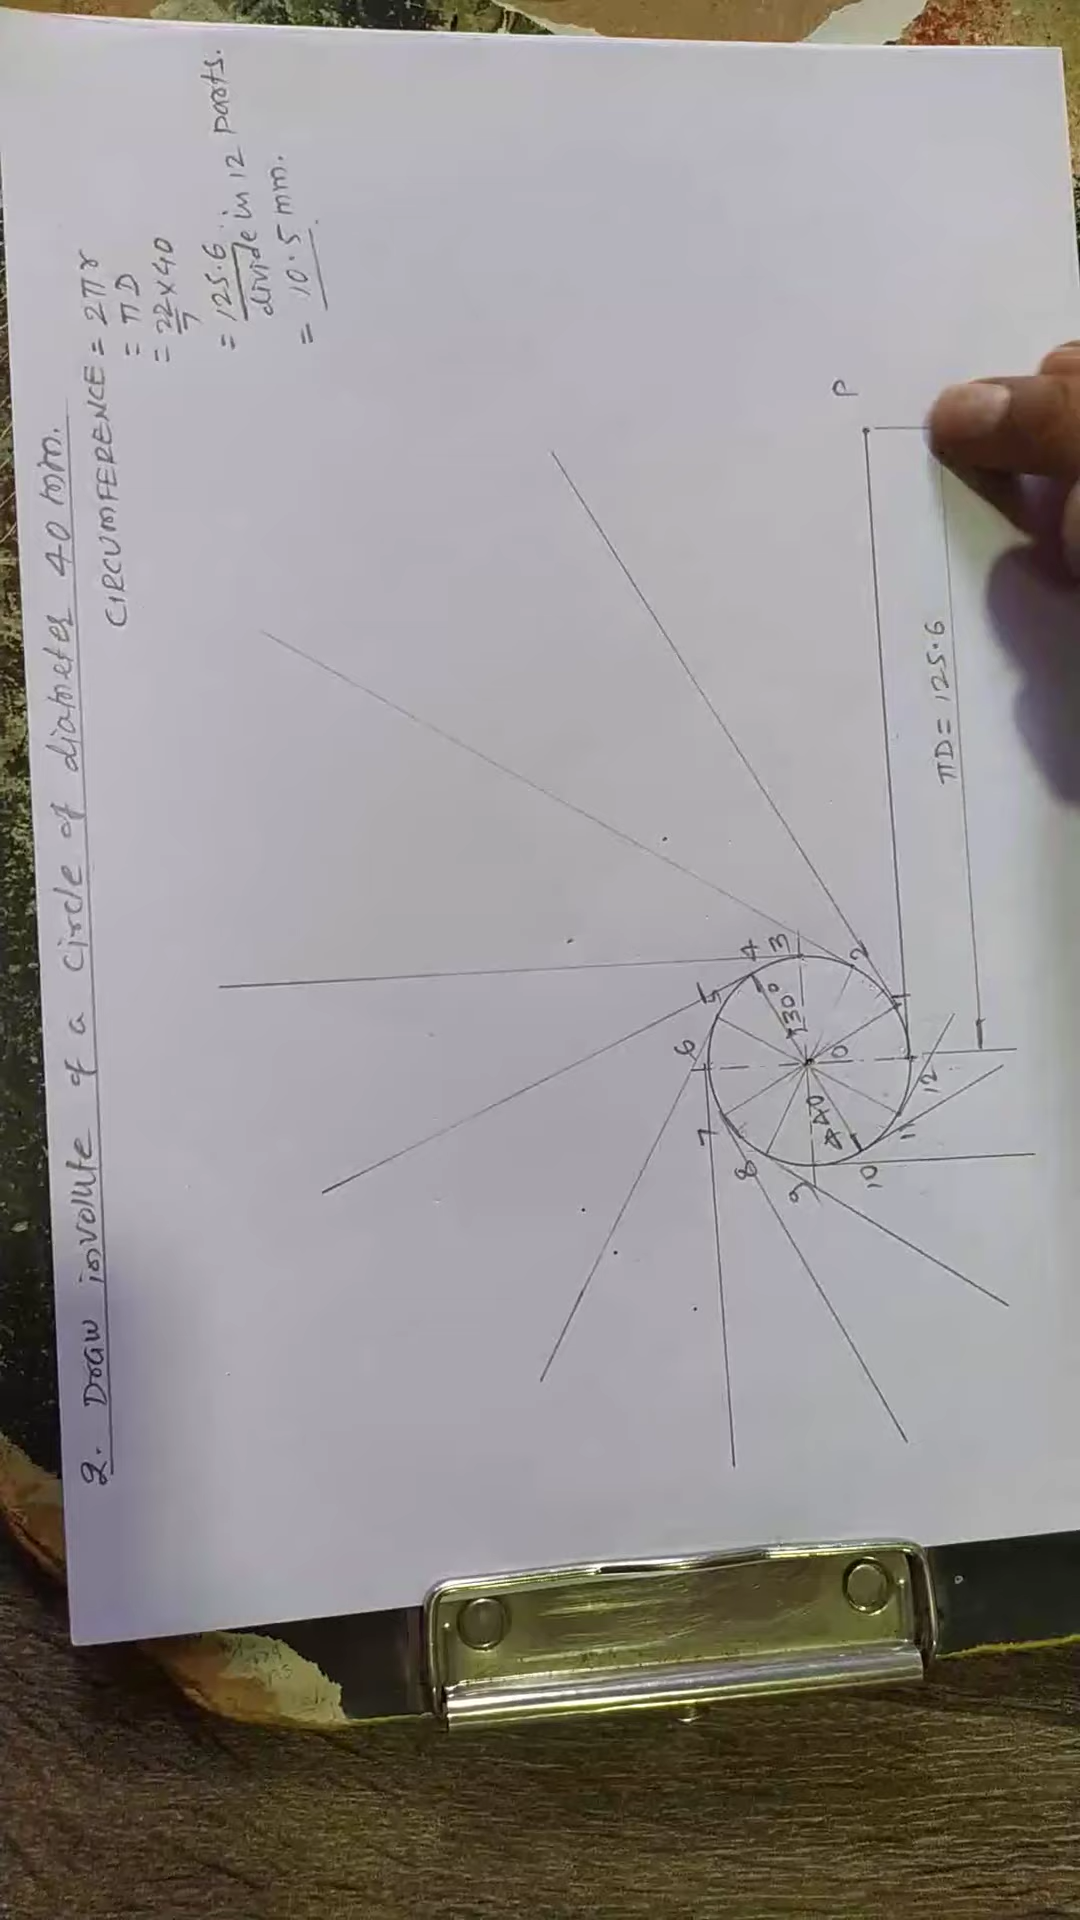 2. Draw involute of a circle of diameter 40 mm.
CIRCUMFERENCE = 2πr
= πD
= 22/7 × 40
= 125.6
divide in 12 parts.
= 10.5 mm.
P
πD = 125.6
1
2
3
4
5
6
7
8
9
10
11
12
30°
O
40